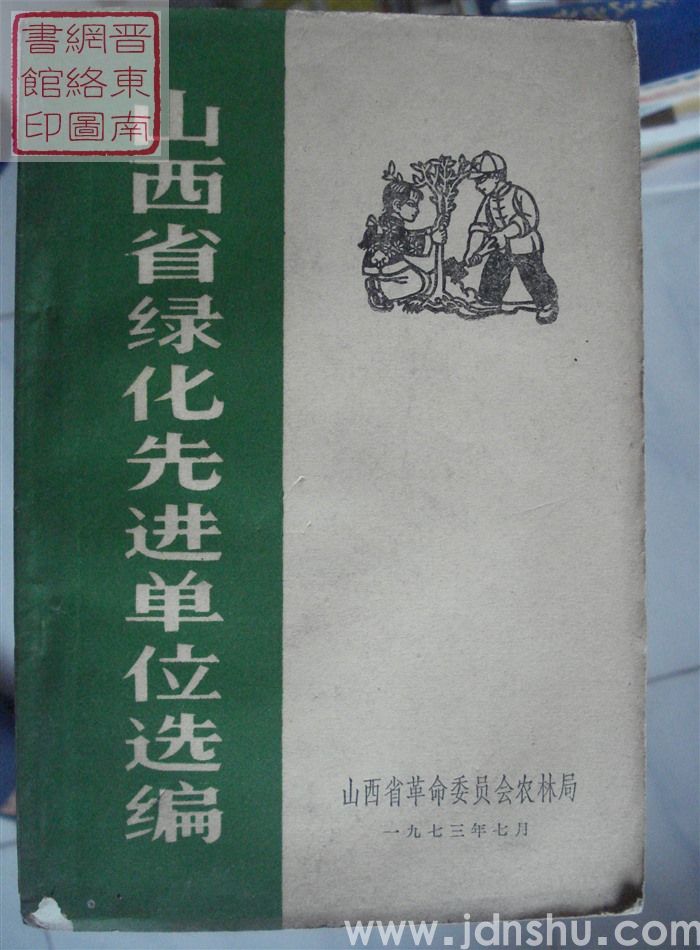 晋東南
網絡圖
書館印
山西省绿化先进单位选编
山西省革命委员会农林局
一九七三年七月
www.jdnshu.com